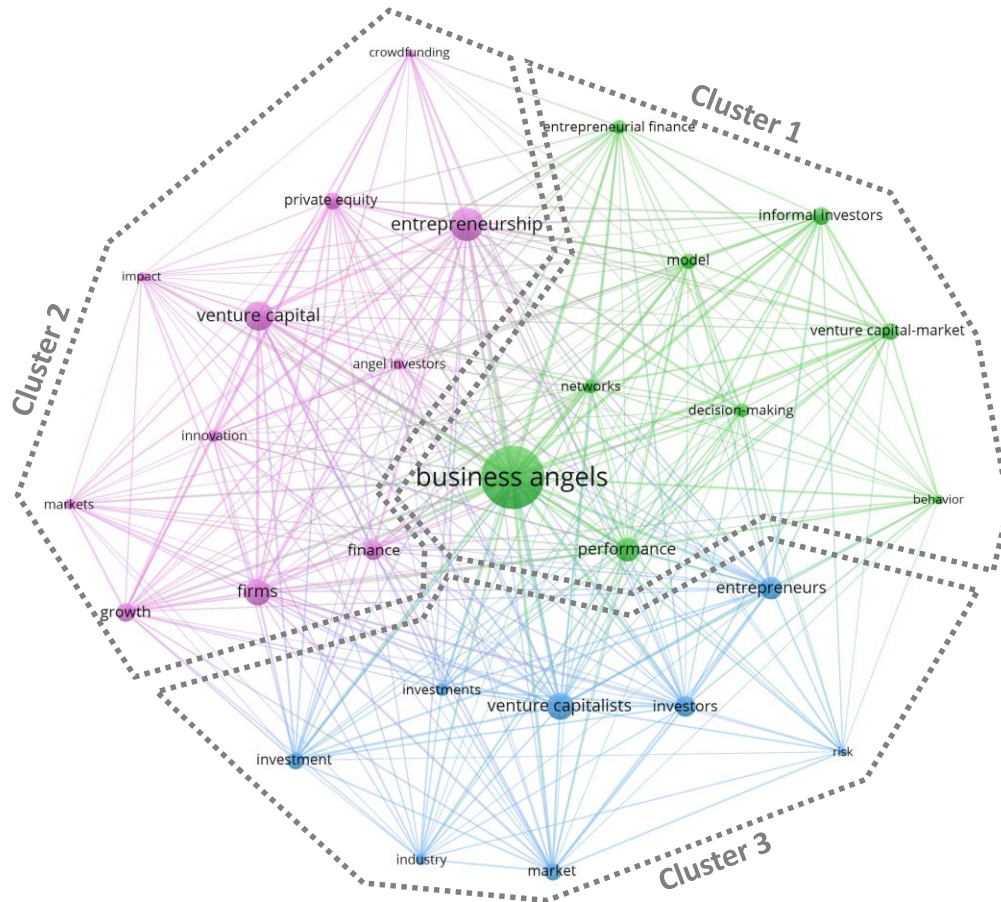 crowdfunding
Cluster 1
entrepreneurial finance
private equity
entrepreneurship
informal investors
model
impact
venture capital
venture capital-market
Cluster 2
angel investors
networks
decision-making
innovation
business angels
markets
behavior
finance
performance
firms
entrepreneurs
growth
investments
venture capitalists
investors
investment
risk
industry
market
Cluster 3